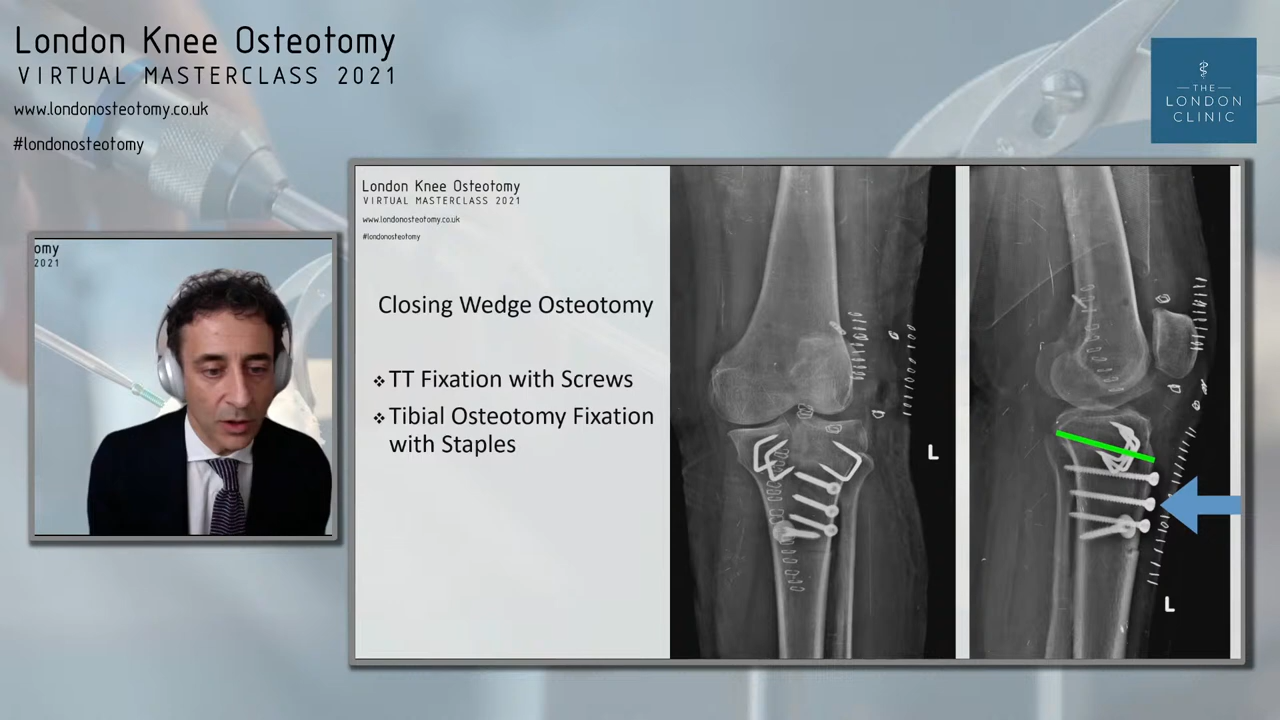 London Knee Osteotomy
VIRTUAL MASTERCLASS 2021
www.londonosteotomy.co.uk
#londonosteotomy
THE
LONDON
CLINIC
omy
2021
London Knee Osteotomy
VIRTUAL MASTERCLASS 2021
www.londonosteotomy.co.uk
#londonosteotomy
Closing Wedge Osteotomy
❖ TT Fixation with Screws
❖ Tibial Osteotomy Fixation
with Staples
L
L